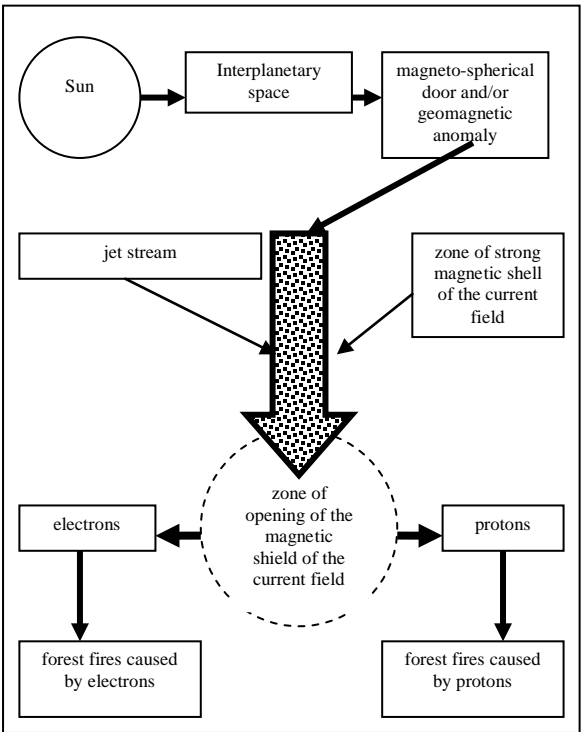 Sun
Interplanetary
space
magneto-spherical
door and/or
geomagnetic
anomaly
jet stream
zone of strong
magnetic shell
of the current
field
zone of
opening of the
magnetic
shield of the
current field
electrons
protons
forest fires caused
by electrons
forest fires caused
by protons